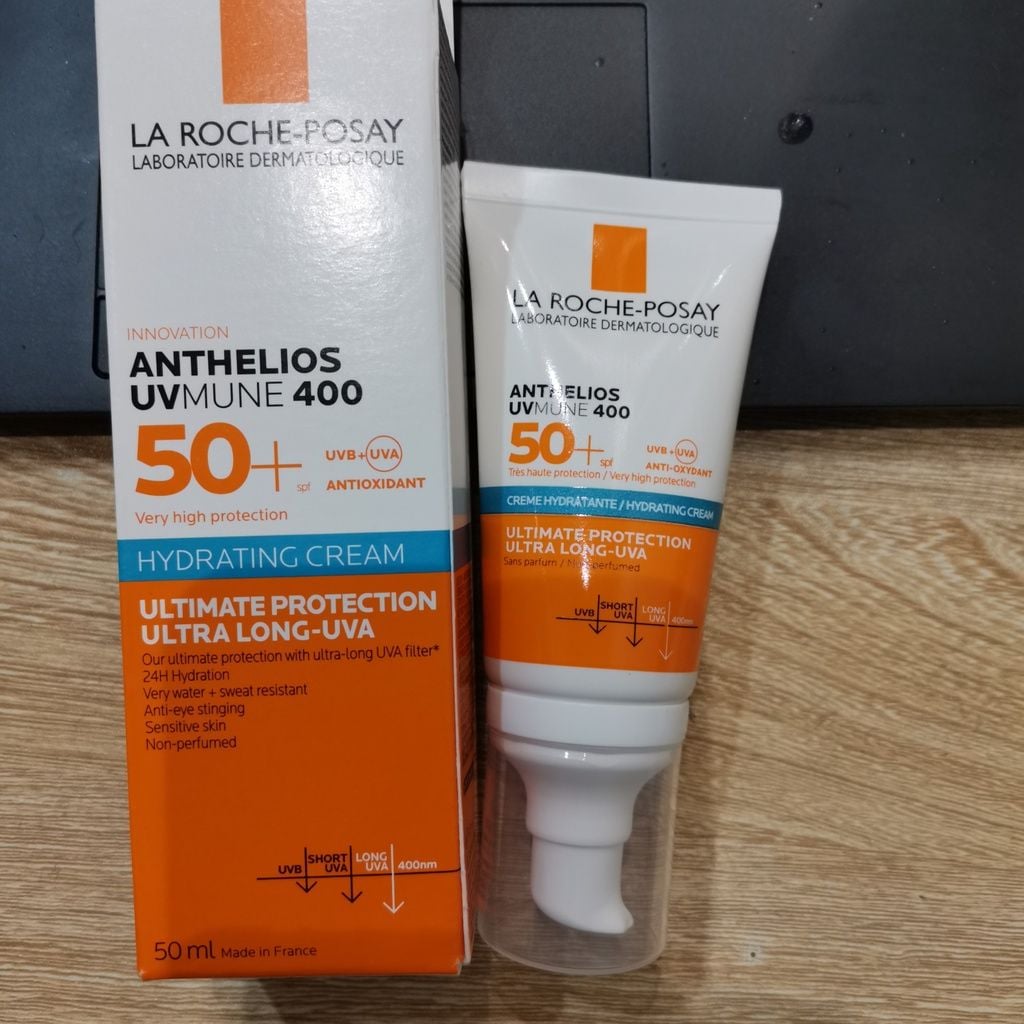 LA ROCHE-POSAY
LABORATOIRE DERMATOLOGIQUE
INNOVATION
ANTHELIOS
UVMUNE 400
50+ spf
UVB + UVA
ANTIOXIDANT
Very high protection
HYDRATING CREAM
ULTIMATE PROTECTION
ULTRA LONG-UVA
Our ultimate protection with ultra-long UVA filter*
24H Hydration
Very water + sweat resistant
Anti-eye stinging
Sensitive skin
Non-perfumed
UVB SHORT UVA LONG UVA 400nm
50 ml Made in France
LA ROCHE-POSAY
LABORATOIRE DERMATOLOGIQUE
ANTHELIOS
UVMUNE 400
50+ spf
UVB + UVA
ANTI-OXYDANT
Très haute protection / Very high protection
CREME HYDRATANTE / HYDRATING CREAM
ULTIMATE PROTECTION
ULTRA LONG-UVA
Sans parfum / Non-perfumed
UVB SHORT UVA LONG UVA 400nm